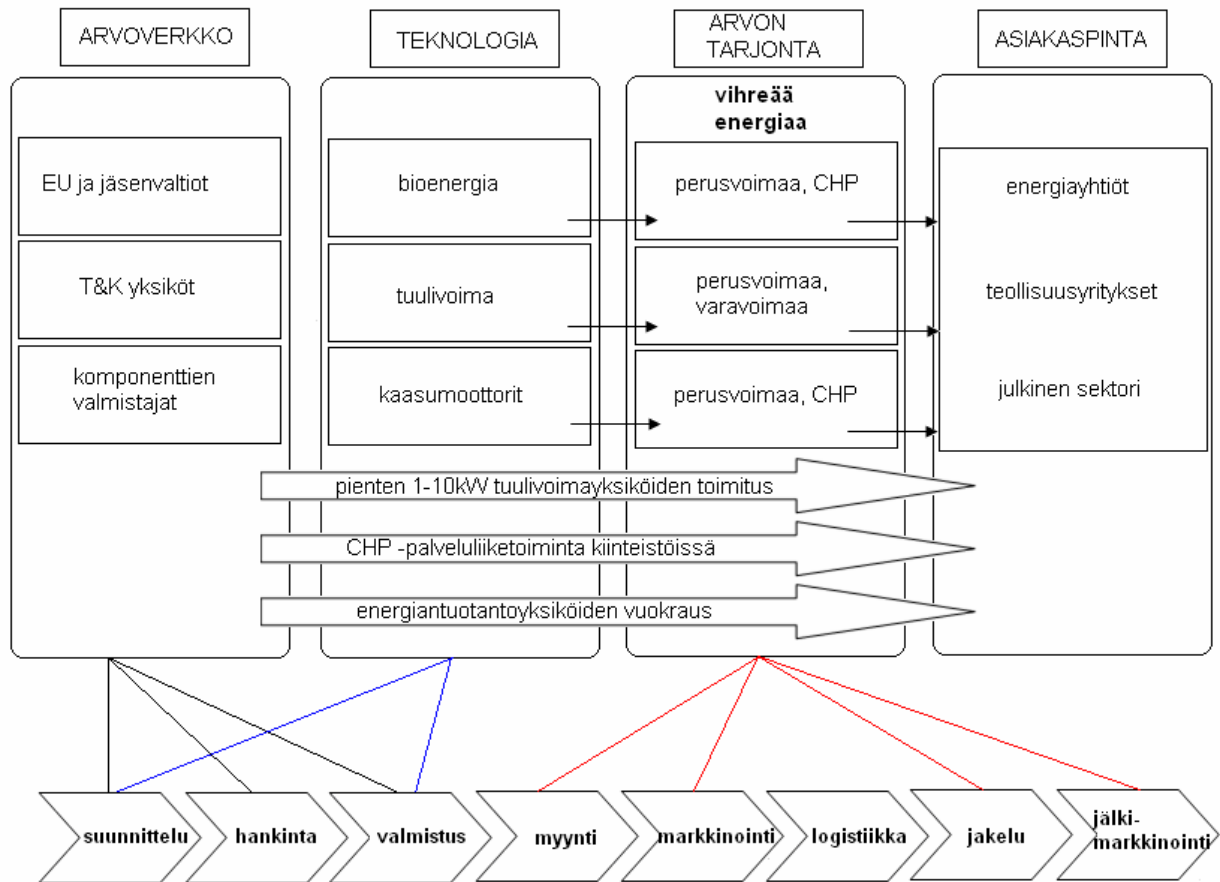 ARVOVERKKO
TEKNOLOGIA
ARVON
TARJONTA
ASIAKASPINTA
vihreää
energiaa
EU ja jäsenvaltiot
bioenergia
perusvoimaa, CHP
energiayhtiöt
T&K yksiköt
tuulivoima
perusvoimaa,
varavoimaa
teollisuusyritykset
komponenttien
valmistajat
kaasumoottorit
perusvoimaa, CHP
julkinen sektori
pienten 1-10kW tuulivoimayksiköiden toimitus
CHP -palveluliiketoiminta kiinteistöissä
energiantuotantoyksiköiden vuokraus
suunnittelu
hankinta
valmistus
myynti
markkinointi
logistiikka
jakelu
jälki-
markkinointi